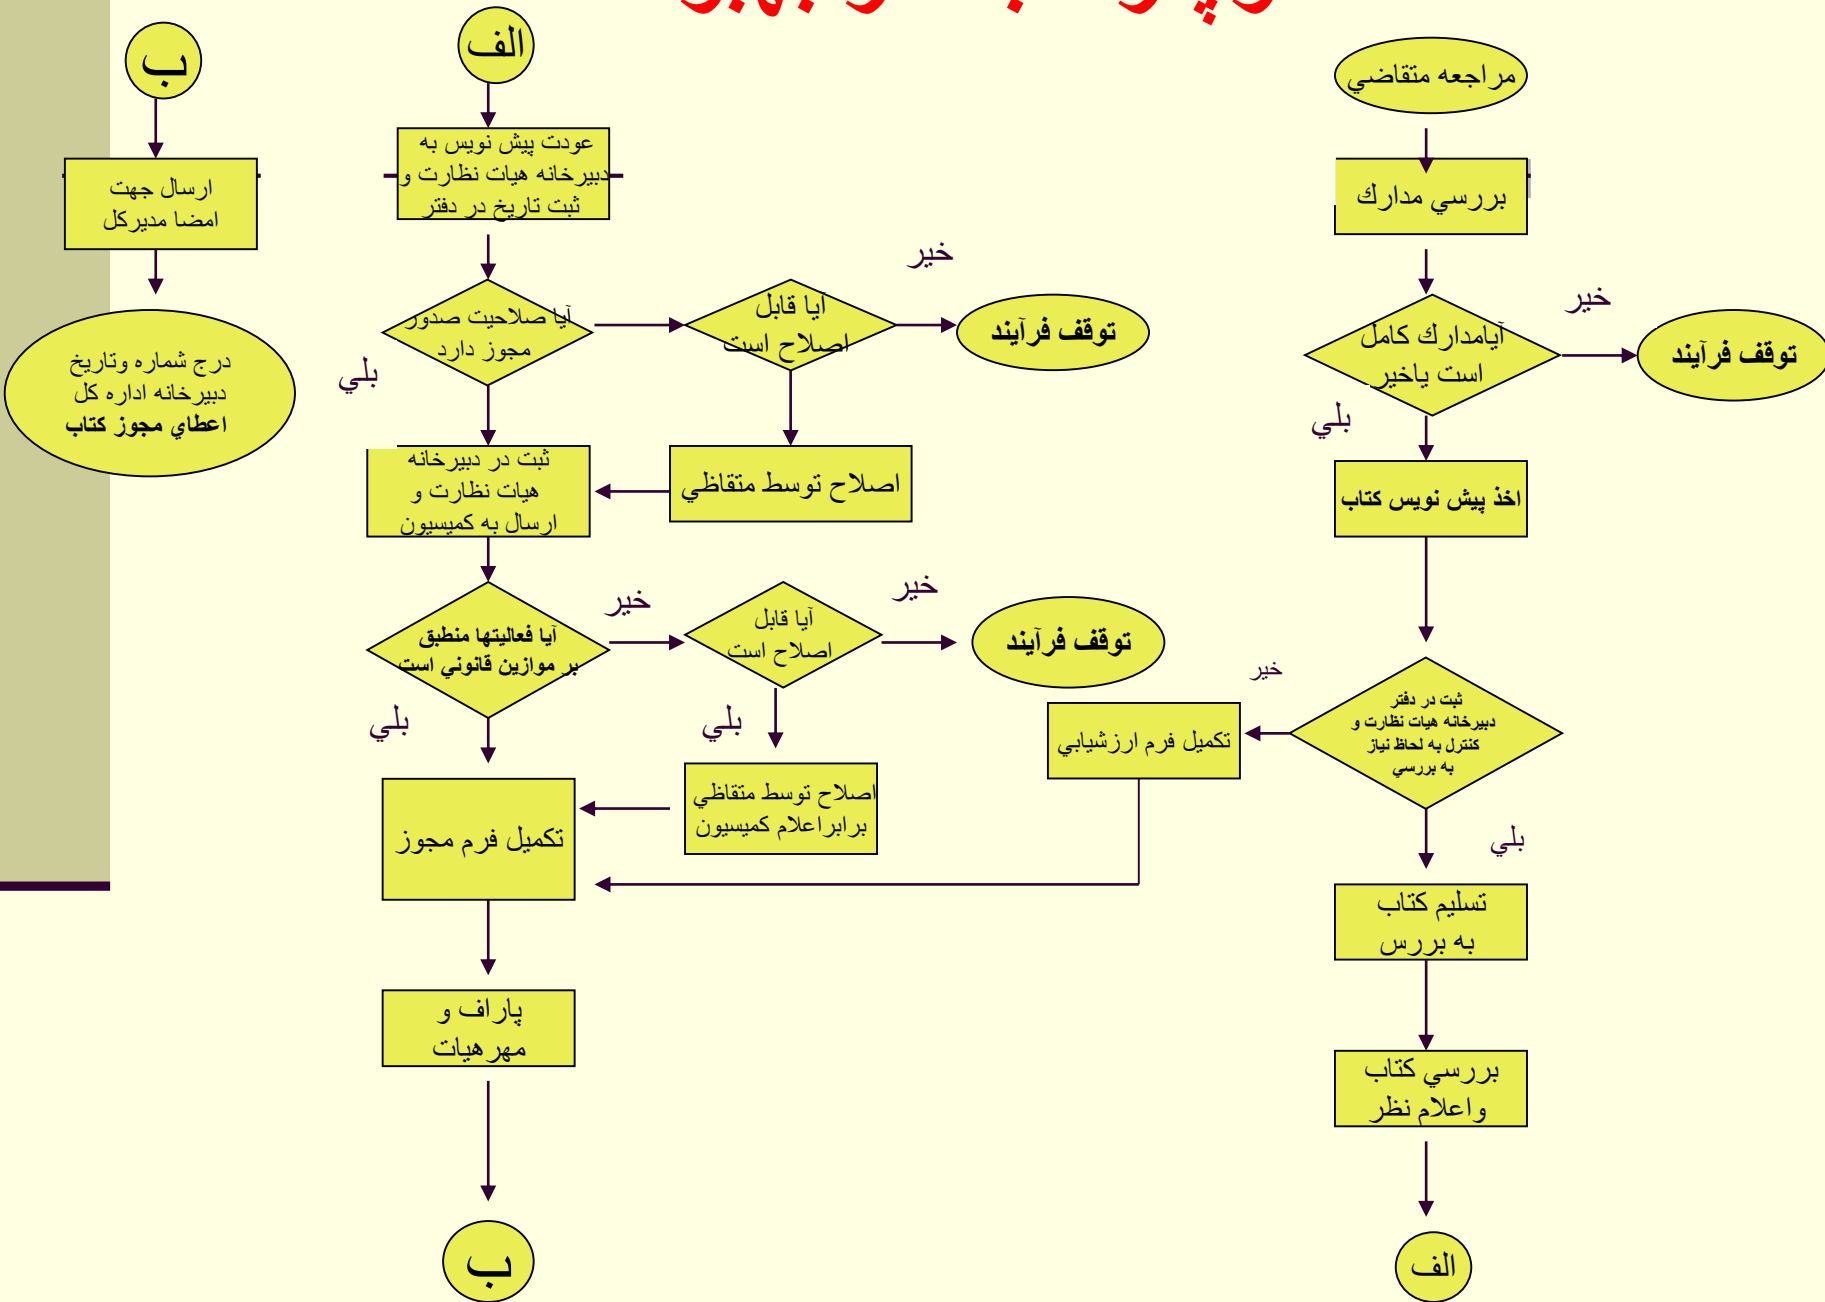 مراجعه متقاضي
بررسي مدارك
آيامدارك كامل
است ياخير
خير
توقف فرآيند
بلي
اخذ پيش نويس كتاب
ثبت در دفتر
دبيرخانه هيات نظارت و
كنترل به لحاظ نياز
به بررسي
خير
تكميل فرم ارزشيابي
بلي
تسليم كتاب
به بررس
بررسي كتاب
واعلام نظر
الف
الف
عودت پيش نويس به
دبيرخانه هيات نظارت و
ثبت تاريخ در دفتر
آيا صلاحيت صدور
مجوز دارد
آيا قابل
اصلاح است
خير
توقف فرآيند
بلي
ثبت در دبيرخانه
هيات نظارت و
ارسال به كميسيون
اصلاح توسط متقاظي
آيا فعاليتها منطبق
بر موازين قانوني است
خير
آيا قابل
اصلاح است
خير
توقف فرآيند
بلي
بلي
اصلاح توسط متقاظي
برابراعلام كميسيون
تكميل فرم مجوز
پاراف و
مهرهيات
ب
ب
ارسال جهت
امضا مديركل
درج شماره وتاريخ
دبيرخانه اداره كل
اعطاي مجوز كتاب